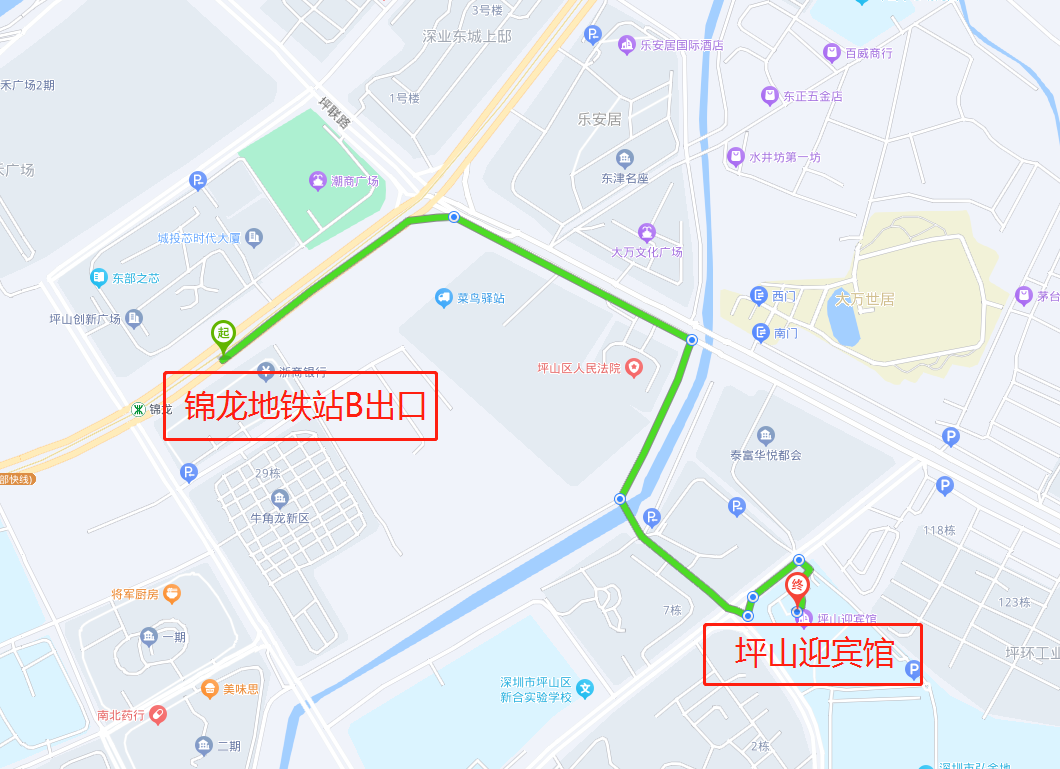 3号楼
深业东城上邸
乐安居国际酒店
百威商行
禾广场2期
1号楼
东正五金店
坪联路
乐安居
水井坊第一坊
广场
潮商广场
东津名座
城投芯时代大厦
大万文化广场
东部之芯
菜鸟驿站
西门
大万世居
茅台
坪山创新广场
起
南门
浙商银行
坪山区人民法院
锦龙
锦龙地铁站B出口
泰富华悦都会
部快线)
29栋
牛角龙新区
118栋
终
将军厨房
7栋
坪山迎宾馆
123栋
一期
坪山迎宾馆
坪环工业
美味思
深圳市坪山区
新合实验学校
南北药行
二期
2栋
深圳市弘金地